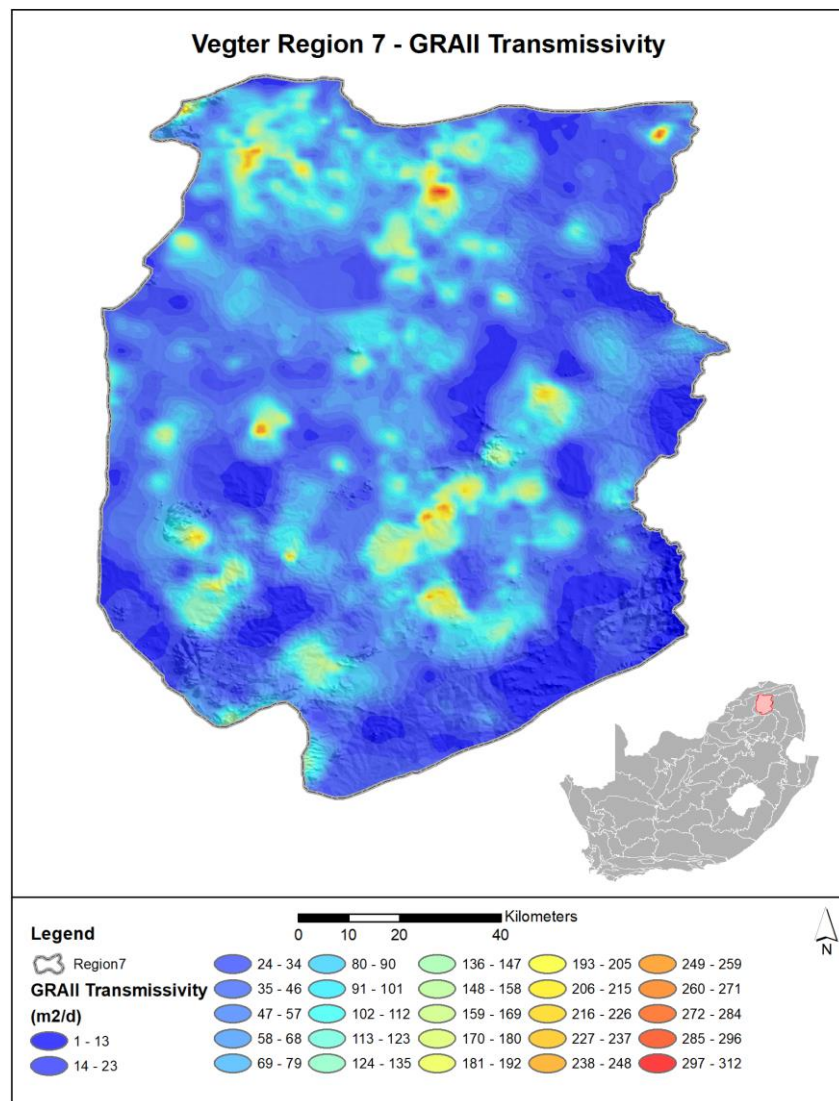 Vegter Region 7 - GRAII Transmissivity
Kilometers
0 10 20 40
N
Legend
Region7
GRAII Transmissivity
(m2/d)
1 - 13
14 - 23
24 - 34
35 - 46
47 - 57
58 - 68
69 - 79
80 - 90
91 - 101
102 - 112
113 - 123
124 - 135
136 - 147
148 - 158
159 - 169
170 - 180
181 - 192
193 - 205
206 - 215
216 - 226
227 - 237
238 - 248
249 - 259
260 - 271
272 - 284
285 - 296
297 - 312